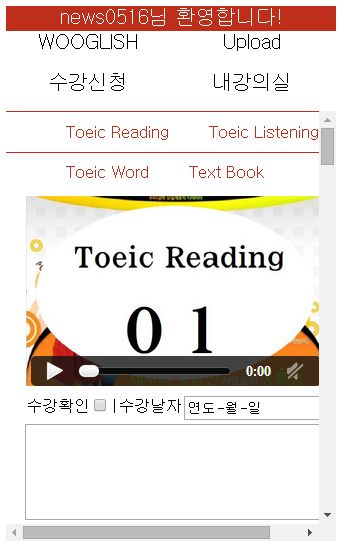 news0516님 환영합니다!
WOOGLISH Upload
수강신청 내강의실
Toeic Reading Toeic Listening
Toeic Word Text Book
Toeic Reading
01
0:00
수강확인 | 수강날자 연도-월-일